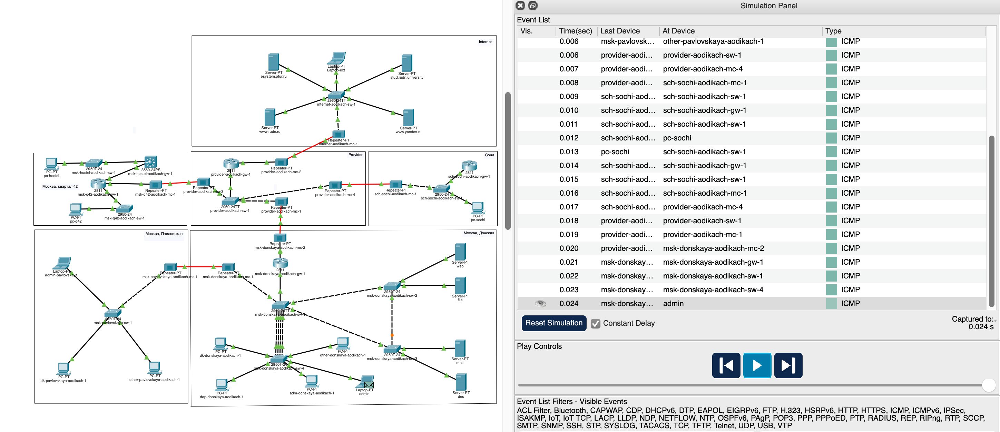 Internet
Server-PT
esystem.pfur.ru
Laptop-PT
Laptop-ext
Server-PT
stud.rudn.university
2960-24TT
internet-aodikach-sw-1
Server-PT
www.rudn.ru
Server-PT
www.yandex.ru
Repeater-PT
internet-aodikach-mc-1
PC-PT
pc-hostel
2950T-24
msk-hostel-aodikach-sw-1
3560-24PS
msk-hostel-aodikach-gw-1
Москва, квартал 42
2811
msk-q42-aodikach-gw-1
Repeater-PT
msk-q42-aodikach-mc-1
PC-PT
pc-q42
2950-24
msk-q42-aodikach-sw-1
Provider
2811
provider-aodikach-gw-1
Repeater-PT
provider-aodikach-mc-2
Repeater-PT
provider-aodikach-mc-3
Repeater-PT
provider-aodikach-mc-4
2960-24TT
provider-aodikach-sw-1
Repeater-PT
provider-aodikach-mc-1
Сочи
2811
sch-sochi-aodikach-gw-1
Repeater-PT
sch-sochi-aodikach-mc-1
2950-24
sch-sochi-aodikach-sw-1
PC-PT
pc-sochi
Москва, Павловская
Laptop-PT
admin-pavlovskaya
Repeater-PT
msk-pavlovskaya-aodikach-mc-1
2950T-24
msk-pavlovskaya-sw-1
PC-PT
dk-pavlovskaya-aodikach-1
PC-PT
other-pavlovskaya-aodikach-1
Москва, Донская
Repeater-PT
msk-donskaya-aodikach-mc-2
2811
msk-donskaya-aodikach-gw-1
Repeater-PT
msk-donskaya-aodikach-mc-1
Server-PT
web
2950T-24
msk-donskaya-aodikach-sw-2
Server-PT
file
2960-24TT
msk-donskaya-aodikach-sw-1
PC-PT
dk-donskaya-aodikach-1
PC-PT
other-donskaya-aodikach-1
2950T-24
msk-donskaya-aodikach-sw-3
Server-PT
mail
2950T-24
msk-donskaya-aodikach-sw-4
PC-PT
dep-donskaya-aodikach-1
PC-PT
adm-donskaya-aodikach-1
Laptop-PT
admin
Server-PT
dns
Simulation Panel
Event List
Vis. Time(sec) Last Device At Device Type
0.006 msk-pavlovsk... other-pavlovskaya-aodikach-1 ICMP
0.006 provider-aodi... provider-aodikach-sw-1 ICMP
0.007 provider-aodi... provider-aodikach-mc-4 ICMP
0.008 provider-aodi... sch-sochi-aodikach-mc-1 ICMP
0.009 sch-sochi-aod... sch-sochi-aodikach-sw-1 ICMP
0.010 sch-sochi-aod... sch-sochi-aodikach-gw-1 ICMP
0.011 sch-sochi-aod... sch-sochi-aodikach-sw-1 ICMP
0.012 sch-sochi-aod... pc-sochi ICMP
0.013 pc-sochi sch-sochi-aodikach-sw-1 ICMP
0.014 sch-sochi-aod... sch-sochi-aodikach-gw-1 ICMP
0.015 sch-sochi-aod... sch-sochi-aodikach-sw-1 ICMP
0.016 sch-sochi-aod... sch-sochi-aodikach-mc-1 ICMP
0.017 sch-sochi-aod... provider-aodikach-mc-4 ICMP
0.018 provider-aodi... provider-aodikach-sw-1 ICMP
0.019 provider-aodi... provider-aodikach-mc-1 ICMP
0.020 provider-aodi... msk-donskaya-aodikach-mc-2 ICMP
0.021 msk-donskay... msk-donskaya-aodikach-gw-1 ICMP
0.022 msk-donskay... msk-donskaya-aodikach-sw-1 ICMP
0.023 msk-donskay... msk-donskaya-aodikach-sw-4 ICMP
0.024 msk-donskay... admin ICMP
Reset Simulation Constant Delay
Captured to:
0.024 s
Play Controls
Event List Filters - Visible Events
ACL Filter, Bluetooth, CAPWAP, CDP, DHCPv6, DTP, EAPOL, EIGRPv6, FTP, H.323, HSRPv6, HTTP, HTTPS, ICMP, ICMPv6, IPSec,
ISAKMP, IoT, IoT TCP, LACP, LLDP, NDP, NETFLOW, NTP, OSPFv6, PAgP, POP3, PPP, PPPoED, PTP, RADIUS, REP, RIPng, RTP, SCCP,
SMTP, SNMP, SSH, STP, SYSLOG, TACACS, TCP, TFTP, Telnet, UDP, USB, VTP